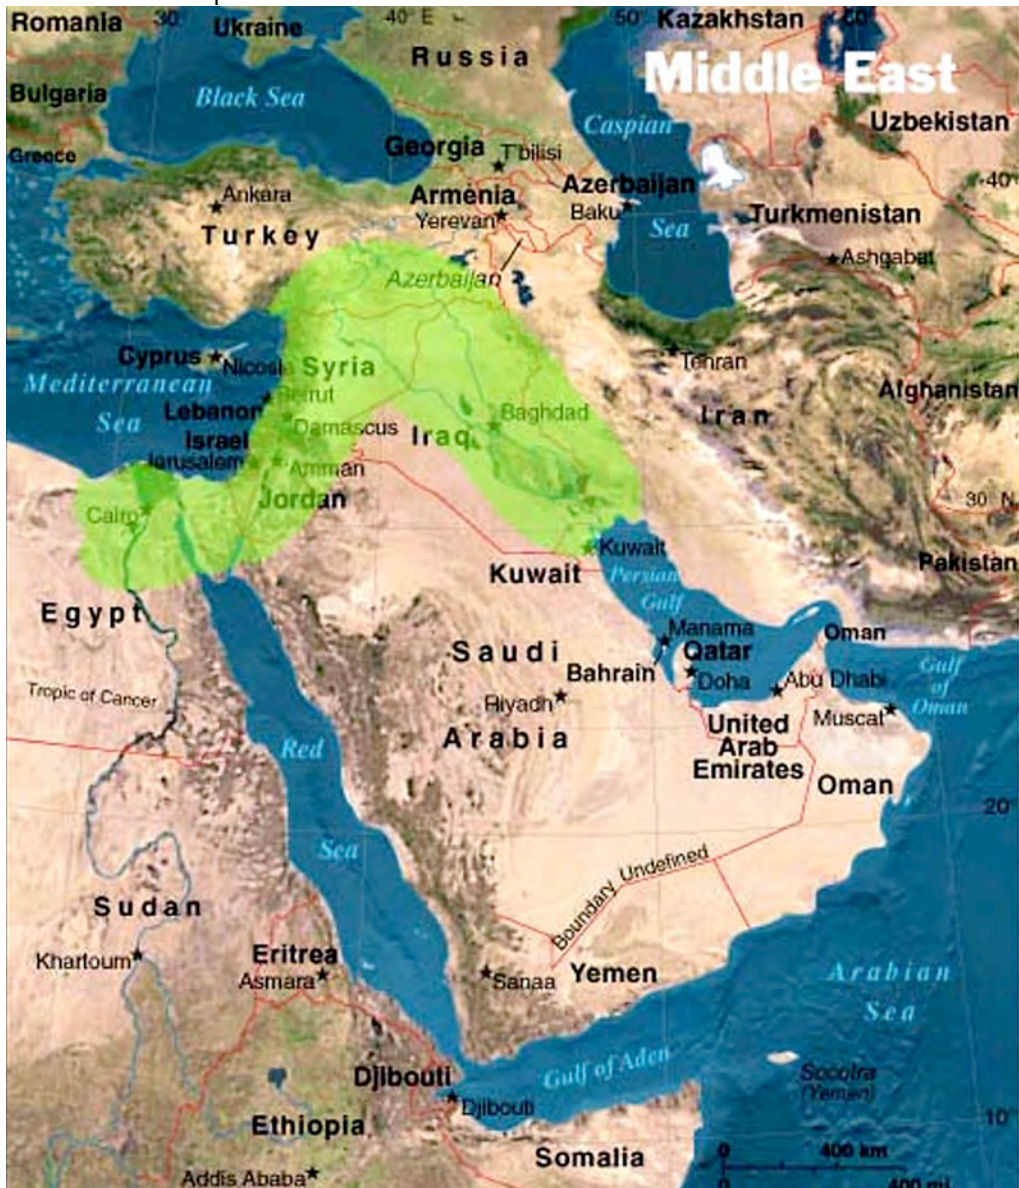 Romania
30°
Ukraine
40° E
50°
Kazakhstan
60°
Russia
Middle East
Bulgaria
Black Sea
Caspian
Uzbekistan
Greece
Georgia
T'bilisi
Ankara
Armenia
Azerbaijan
40°
Yerevan
Baku
Turkmenistan
Turkey
Sea
Ashgabat
Azerbaijan
Cyprus
Nicosia
Syria
Tehran
Mediterranean
Sea
Beirut
Afghanistan
Lebanon
Baghdad
Iran
Damascus
Iraq
Israel
Jerusalem
Amman
Jordan
30 N
Cairo
Kuwait
Pakistan
Kuwait
Persian
Gulf
Egypt
Manama
Oman
Saudi
Qatar
Gulf
of
Oman
Bahrain
Tropic of Cancer
Doha
Abu Dhabi
Riyadh
Muscat
Red
Arabia
United
Arab
Emirates
Oman
20°
Sea
Boundary Undefined
Sudan
Eritrea
Khartoum
Asmara
Sanaa
Yemen
Arabian
Sea
Gulf of Aden
Djibouti
Socotra
(Yemen)
Djibouti
Ethiopia
10°
Somalia
0
400 km
Addis Ababa
400 mi